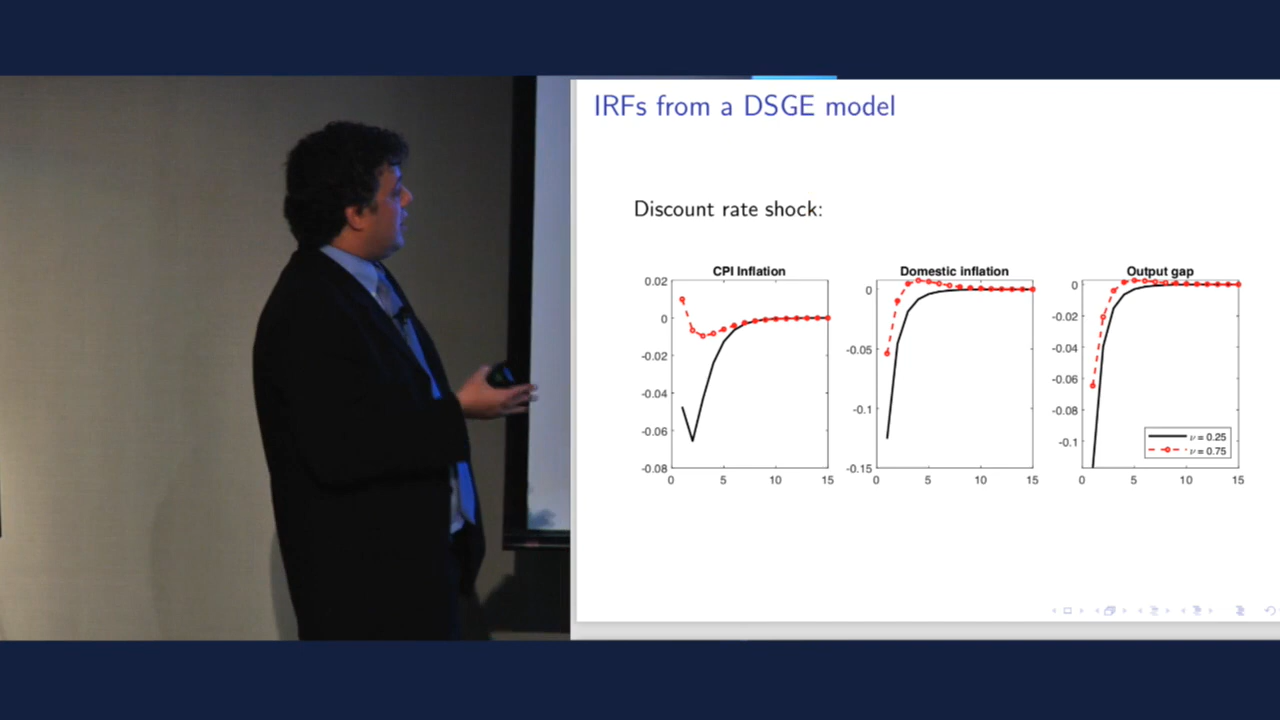 IRFs from a DSGE model
Discount rate shock:
CPI Inflation
0.02
0
-0.02
-0.04
-0.06
-0.08
0 5 10 15
Domestic inflation
0
-0.05
-0.1
-0.15
0 5 10 15
Output gap
0
-0.02
-0.04
-0.06
-0.08
-0.1
0 5 10 15
ν = 0.25
ν = 0.75